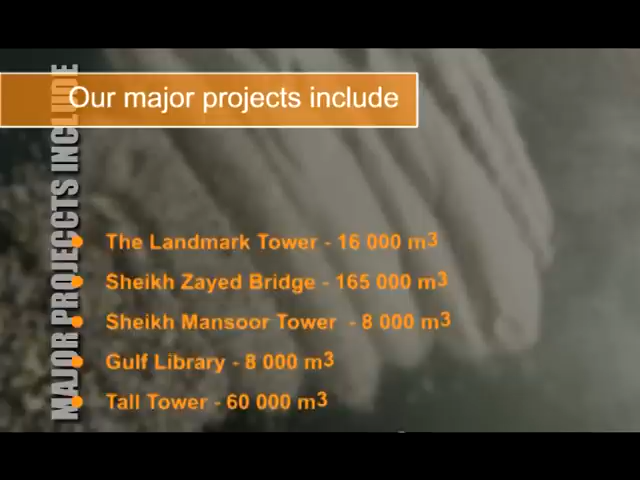 Our major projects include
MAJOR PROJECCTS INCLUDE
The Landmark Tower - 16 000 m3
Sheikh Zayed Bridge - 165 000 m3
Sheikh Mansoor Tower - 8 000 m3
Gulf Library - 8 000 m3
Tall Tower - 60 000 m3